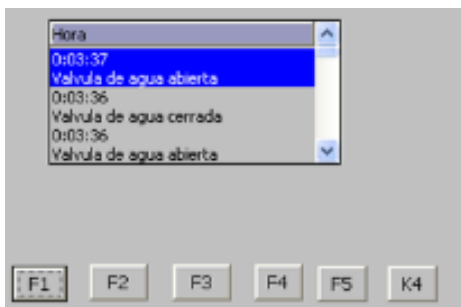 Hora
0:03:37
Valvula de agua abierta
0:03:36
Valvula de agua cerrada
0:03:36
Valvula de agua abierta
F1 F2 F3 F4 F5 K4